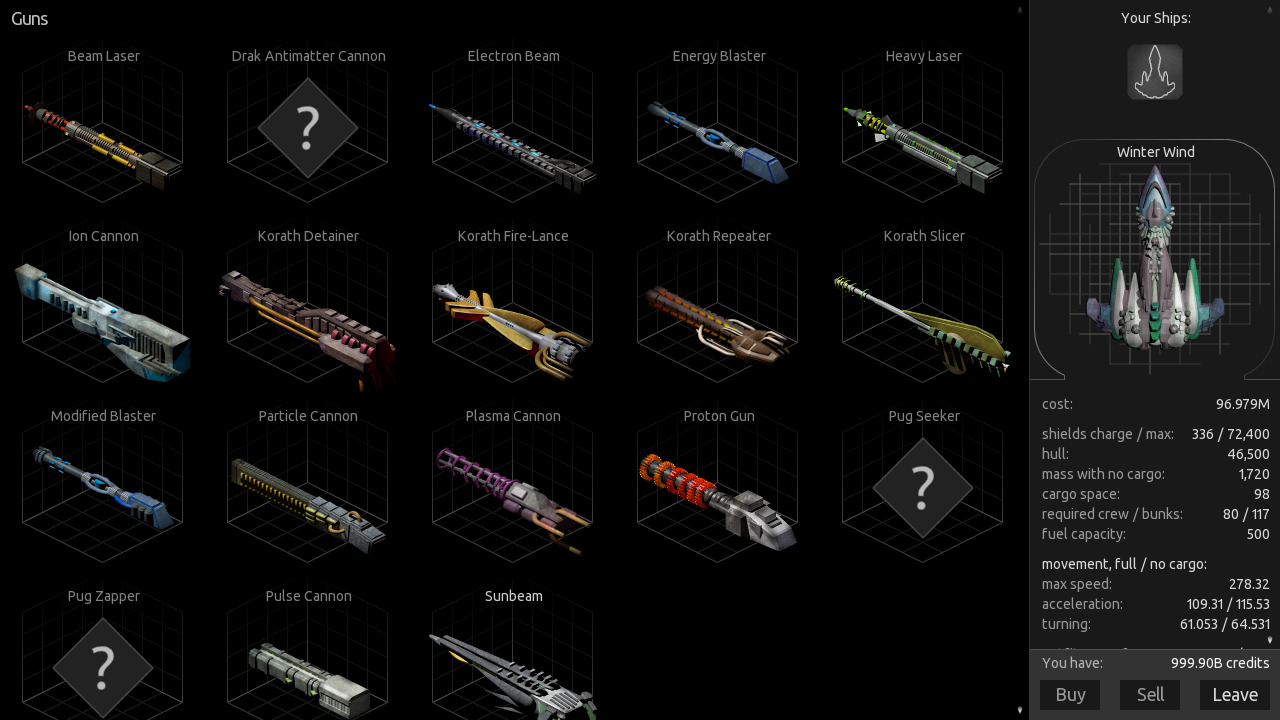 Guns
Beam Laser
Drak Antimatter Cannon
Electron Beam
Energy Blaster
Heavy Laser
?
Ion Cannon
Korath Detainer
Korath Fire-Lance
Korath Repeater
Korath Slicer
Modified Blaster
Particle Cannon
Plasma Cannon
Proton Gun
Pug Seeker
?
Pug Zapper
Pulse Cannon
Sunbeam
?
Your Ships:
Winter Wind
cost: 96.979M
shields charge / max: 336 / 72,400
hull: 46,500
mass with no cargo: 1,720
cargo space: 98
required crew / bunks: 80 / 117
fuel capacity: 500
movement, full / no cargo:
max speed: 278.32
acceleration: 109.31 / 115.53
turning: 61.053 / 64.531
You have: 999.90B credits
Buy Sell Leave